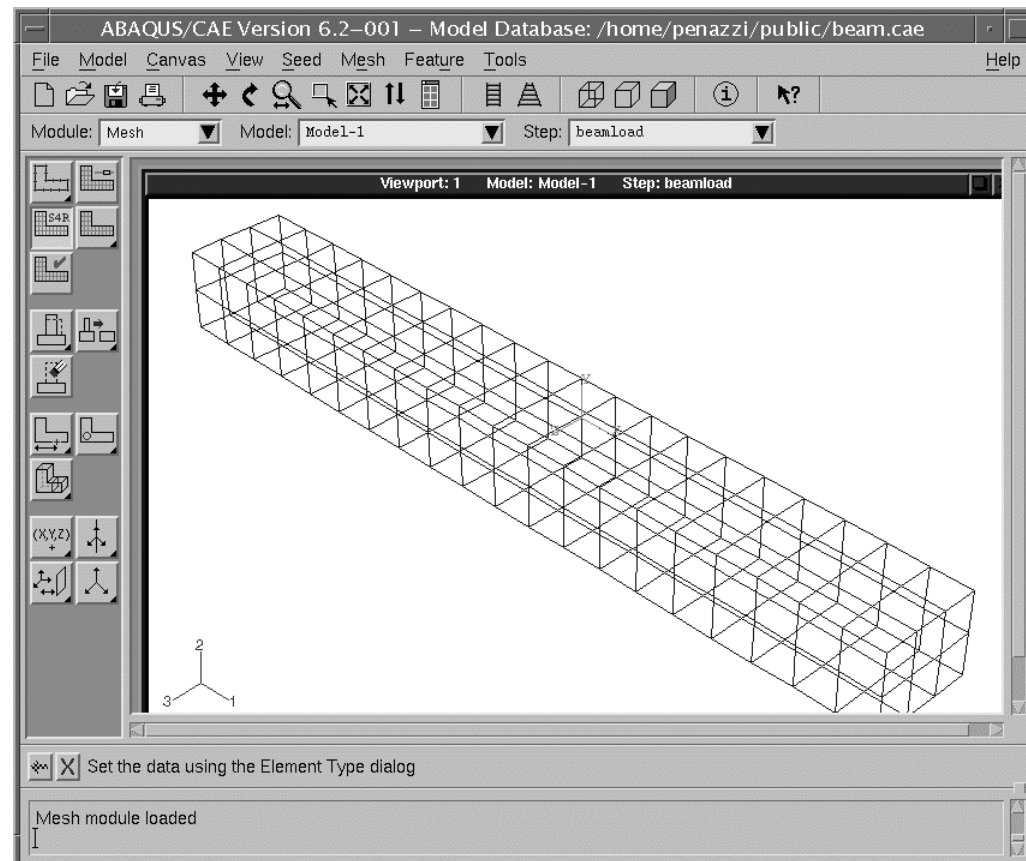 ABAQUS/CAE Version 6.2–001 – Model Database: /home/penazzi/public/beam.cae
File Model Canvas View Seed Mesh Feature Tools Help
Module: Mesh Model: Model-1 Step: beamload
Viewport: 1 Model: Model-1 Step: beamload
S4R
(X,Y,Z)
Y
2
3
1
Set the data using the Element Type dialog
Mesh module loaded